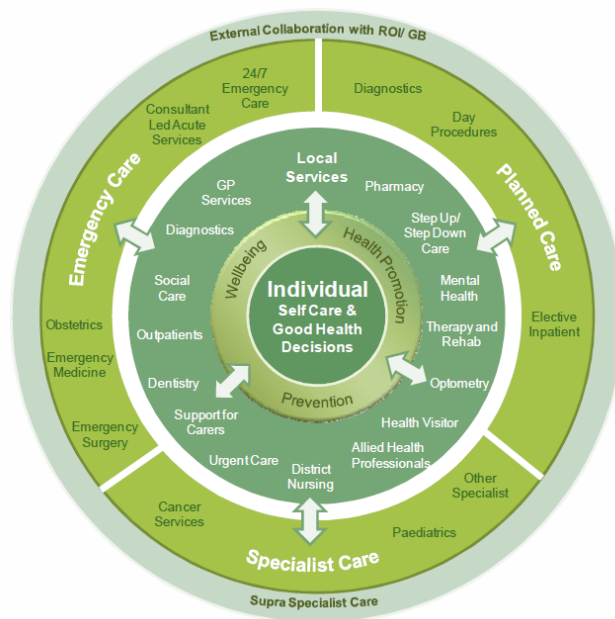 External Collaboration with ROI/ GB
24/7
Emergency
Care
Consultant
Led Acute
Services
Diagnostics
Day
Procedures
Emergency Care
Planned Care
Local
Services
GP
Services
Pharmacy
Diagnostics
Step Up/
Step Down
Care
Wellbeing
Health Promotion
Social
Care
Mental
Health
Individual
Self Care &
Good Health
Decisions
Obstetrics
Outpatients
Therapy and
Rehab
Elective
Inpatient
Emergency
Medicine
Dentistry
Optometry
Prevention
Support for
Carers
Health Visitor
Emergency
Surgery
Urgent Care
District
Nursing
Allied Health
Professionals
Other
Specialist
Cancer
Services
Paediatrics
Specialist Care
Supra Specialist Care